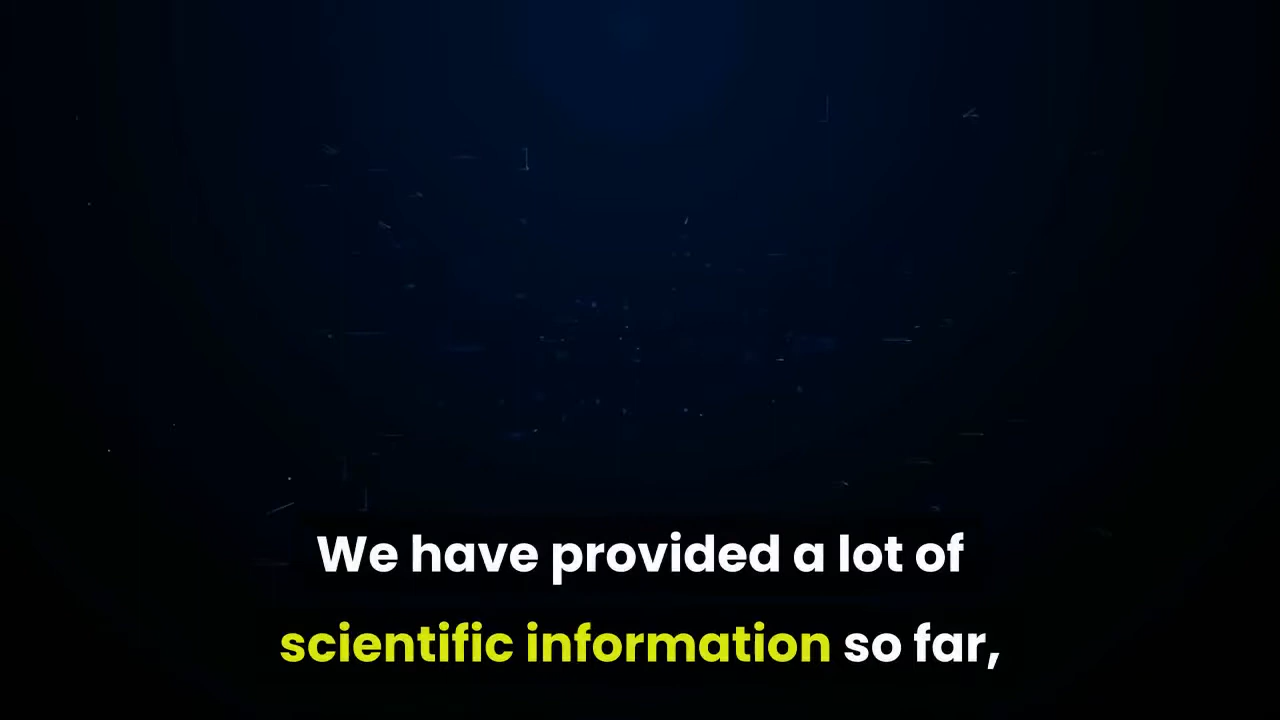 We have provided a lot of
scientific information so far,